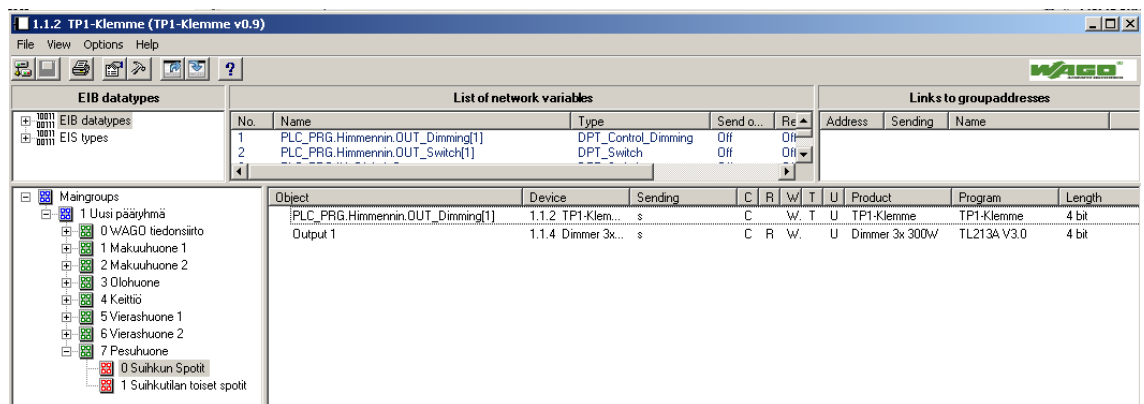 1.1.2 TP1-Klemme (TP1-Klemme v0.9)
File View Options Help
WAGO
EIB datatypes List of network variables Links to groupaddresses
EIB datatypes
EIS types
No. Name Type Send o... Re
1 PLC_PRG.Himmennin.OUT_Dimming[1] DPT_Control_Dimming Off Off
2 PLC_PRG.Himmennin.OUT_Switch[1] DPT_Switch Off Off
Address Sending Name
Maingroups
1 Uusi pääryhmä
0 WAGO tiedonsiirto
1 Makuuhuone 1
2 Makuuhuone 2
3 Olohuone
4 Keittiö
5 Vierashuone 1
6 Vierashuone 2
7 Pesuhuone
0 Suihkun Spotit
1 Suihkutilan toiset spotit
Object Device Sending C R W T U Product Program Length
PLC_PRG.Himmennin.OUT_Dimming[1] 1.1.2 TP1-Klem... s C W. T U TP1-Klemme TP1-Klemme 4 bit
Output 1 1.1.4 Dimmer 3x... s C R W. U Dimmer 3x 300W TL213A V3.0 4 bit